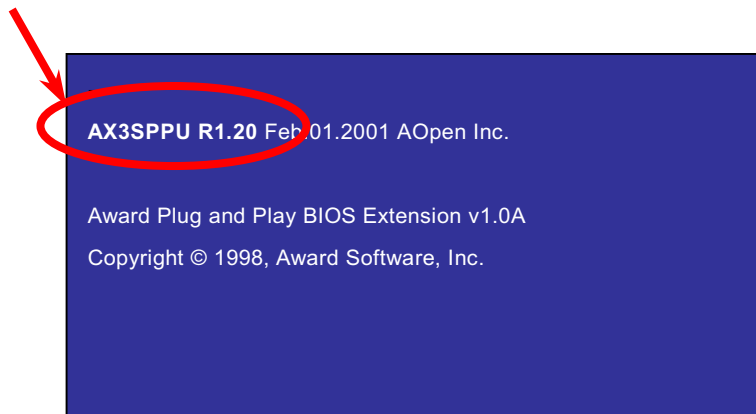 AX3SPPU R1.20 Feb.01.2001 AOpen Inc.
Award Plug and Play BIOS Extension v1.0A
Copyright © 1998, Award Software, Inc.